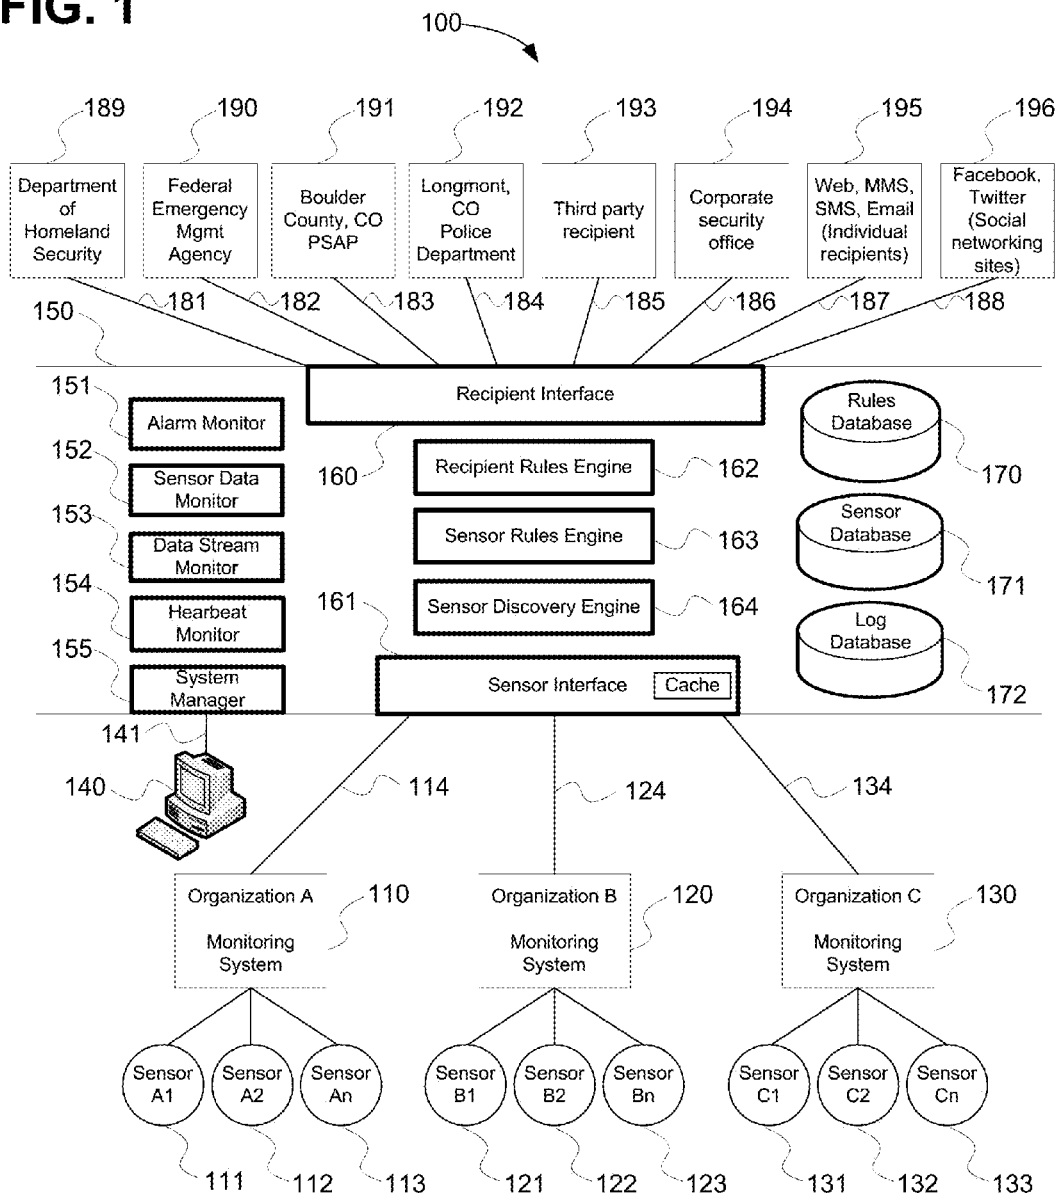 FIG. 1
100
189 190 191 192 193 194 195 196
Department
of
Homeland
Security
Federal
Emergency
Mgmt
Agency
Boulder
County, CO
PSAP
Longmont,
CO
Police
Department
Third party
recipient
Corporate
security
office
Web, MMS,
SMS, Email
(Individual
recipients)
Facebook,
Twitter
(Social
networking
sites)
181 182 183 184 185 186 187 188
150
Recipient Interface
160
151
Alarm Monitor
152
Sensor Data
Monitor
153
Data Stream
Monitor
154
Hearbeat
Monitor
155
System
Manager
Recipient Rules Engine
162
Sensor Rules Engine
163
Sensor Discovery Engine
164
161
Sensor Interface
Cache
Rules
Database
170
Sensor
Database
171
Log
Database
172
141
140
114
124
134
Organization A
Monitoring
System
110
Organization B
Monitoring
System
120
Organization C
Monitoring
System
130
Sensor
A1
Sensor
A2
Sensor
An
Sensor
B1
Sensor
B2
Sensor
Bn
Sensor
C1
Sensor
C2
Sensor
Cn
111 112 113 121 122 123 131 132 133